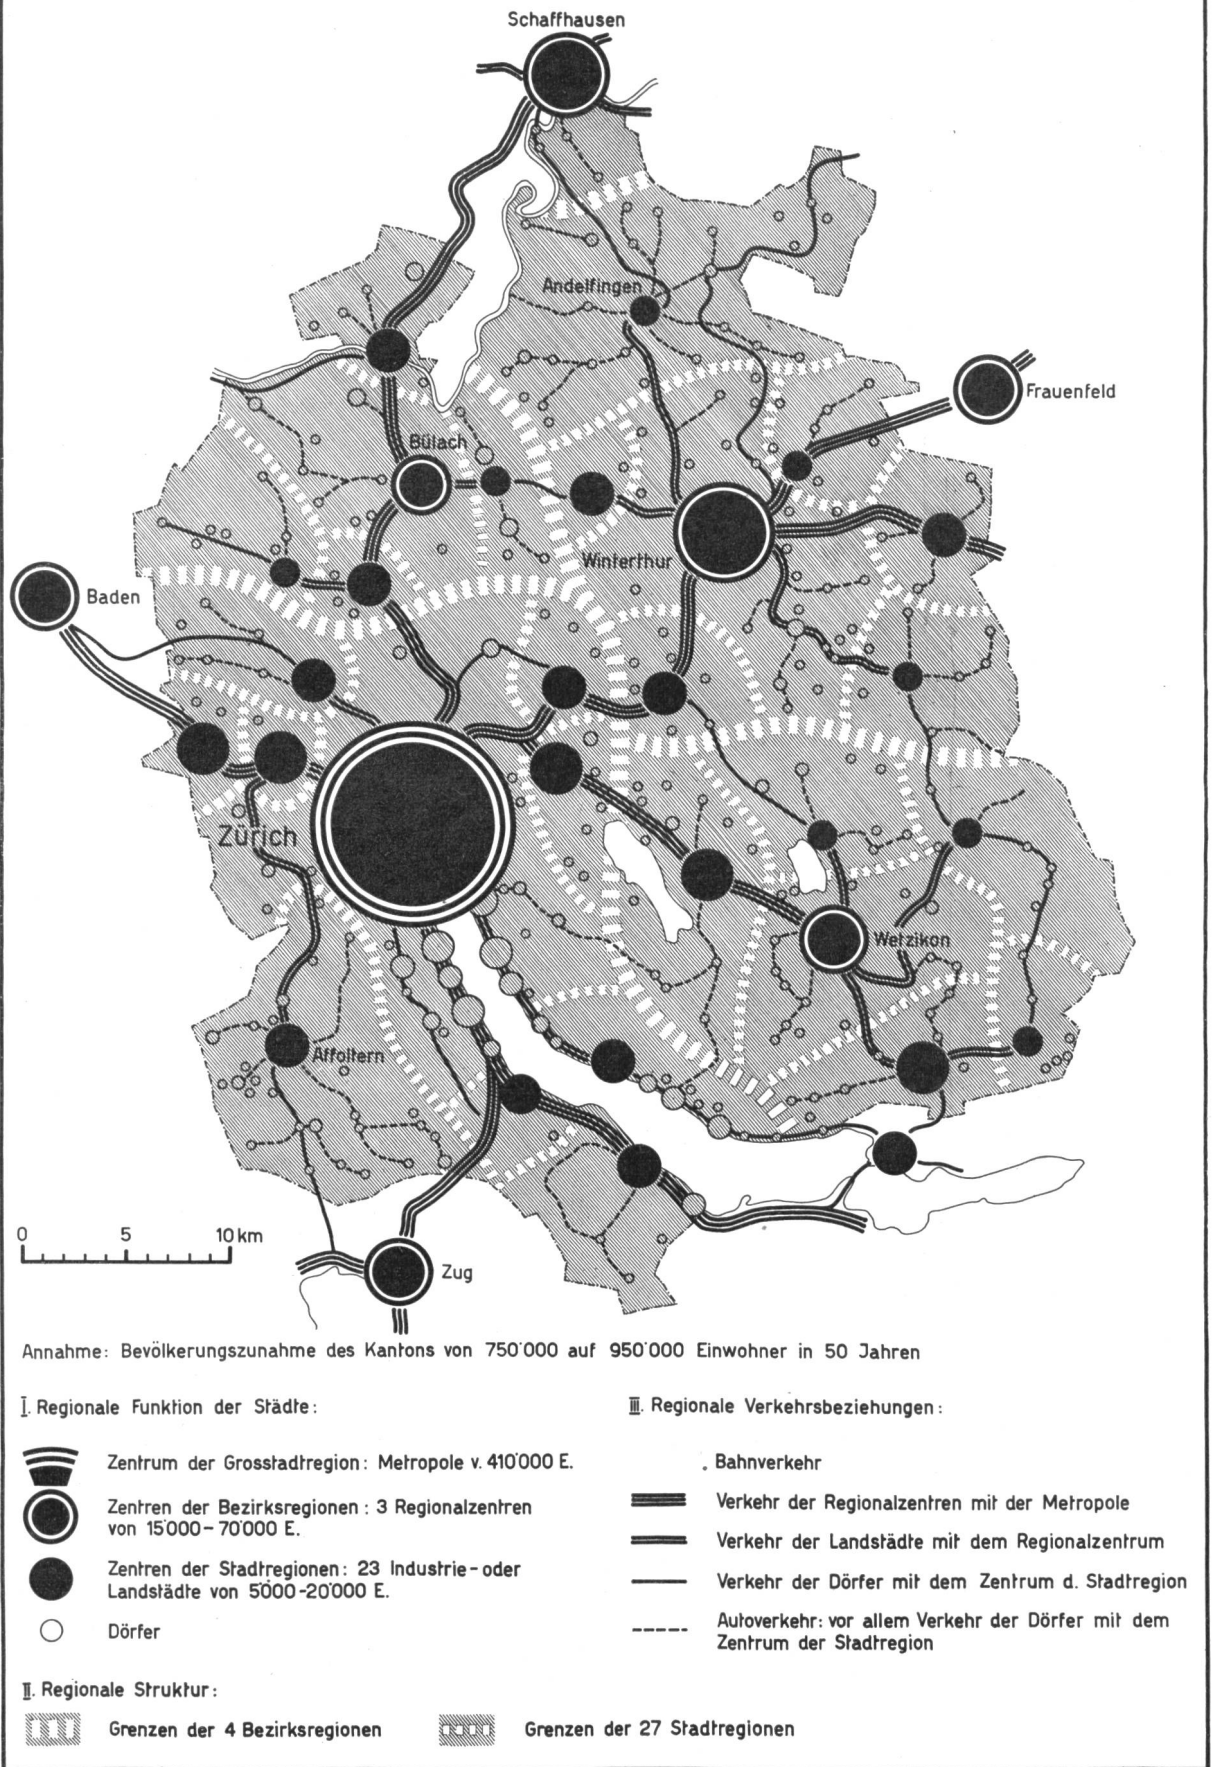 Schaffhausen
Andelfingen
Frauenfeld
Bülach
Winterthur
Baden
Zürich
Wetzikon
Affoltern
0 5 10 km
Zug
Annahme: Bevölkerungszunahme des Kantons von 750'000 auf 950'000 Einwohner in 50 Jahren
I. Regionale Funktion der Städte:
Zentrum der Grosstadtregion: Metropole v. 410'000 E.
Zentren der Bezirksregionen: 3 Regionalzentren
von 15'000-70'000 E.
Zentren der Stadtregionen: 23 Industrie- oder
Landstädte von 5'000-20'000 E.
Dörfer
II. Regionale Struktur:
Grenzen der 4 Bezirksregionen
Grenzen der 27 Stadtregionen
III. Regionale Verkehrsbeziehungen:
Bahnverkehr
Verkehr der Regionalzentren mit der Metropole
Verkehr der Landstädte mit dem Regionalzentrum
Verkehr der Dörfer mit dem Zentrum d. Stadtregion
Autoverkehr: vor allem Verkehr der Dörfer mit dem
Zentrum der Stadtregion